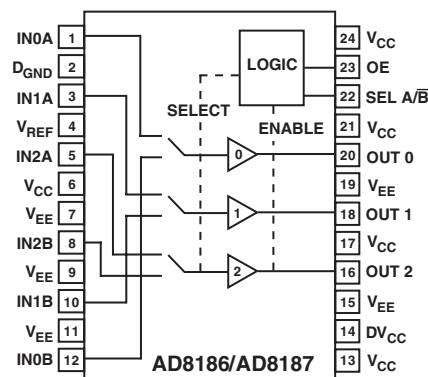 IN0A 1
DGND 2
IN1A 3
VREF 4
IN2A 5
VCC 6
VEE 7
IN2B 8
VEE 9
IN1B 10
VEE 11
IN0B 12
LOGIC
SELECT
ENABLE
0
1
2
AD8186/AD8187
24 VCC
23 OE
22 SEL A/B̅
21 VCC
20 OUT 0
19 VEE
18 OUT 1
17 VCC
16 OUT 2
15 VEE
14 DVCC
13 VCC